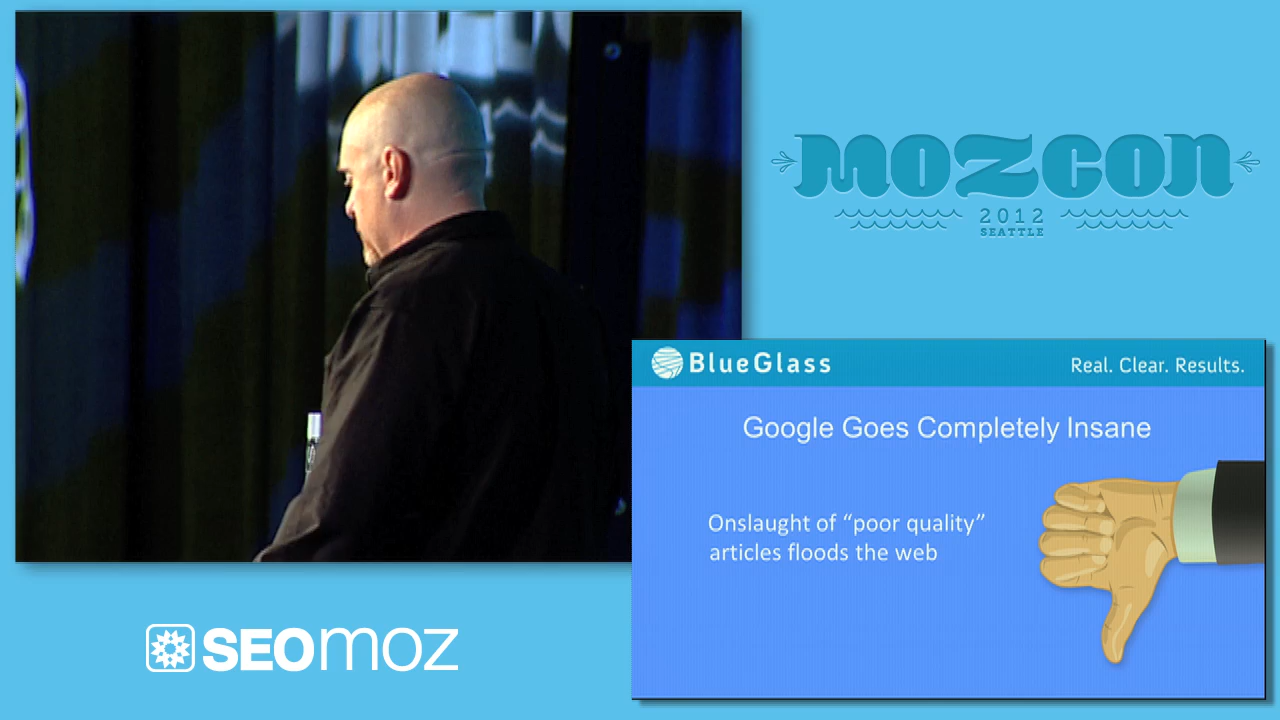 MOZCON
2012
SEATTLE
BlueGlass
Real. Clear. Results.
Google Goes Completely Insane
Onslaught of “poor quality”
articles floods the web
SEOmoz